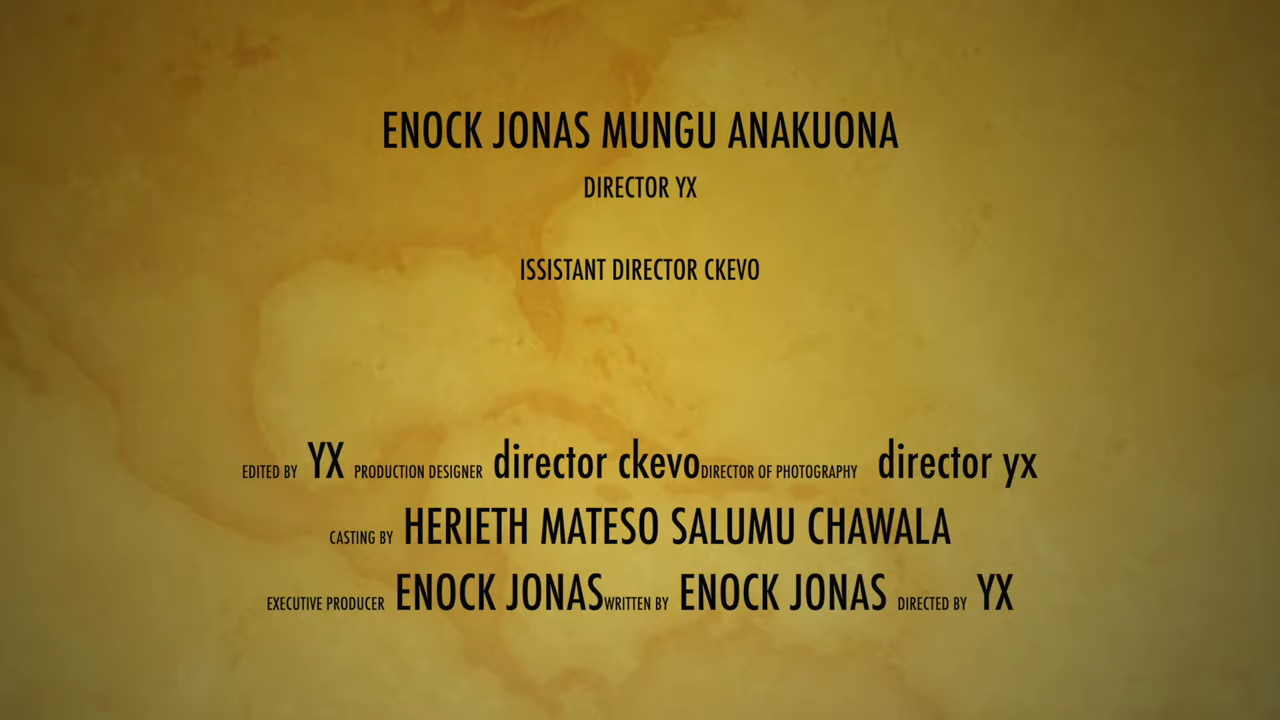 ENOCK JONAS MUNGU ANAKUONA
DIRECTOR YX
ISSISTANT DIRECTOR CKEVO
EDITED BY YX PRODUCTION DESIGNER director ckevo DIRECTOR OF PHOTOGRAPHY director yx
CASTING BY HERIETH MATESO SALUMU CHAWALA
EXECUTIVE PRODUCER ENOCK JONAS WRITTEN BY ENOCK JONAS DIRECTED BY YX